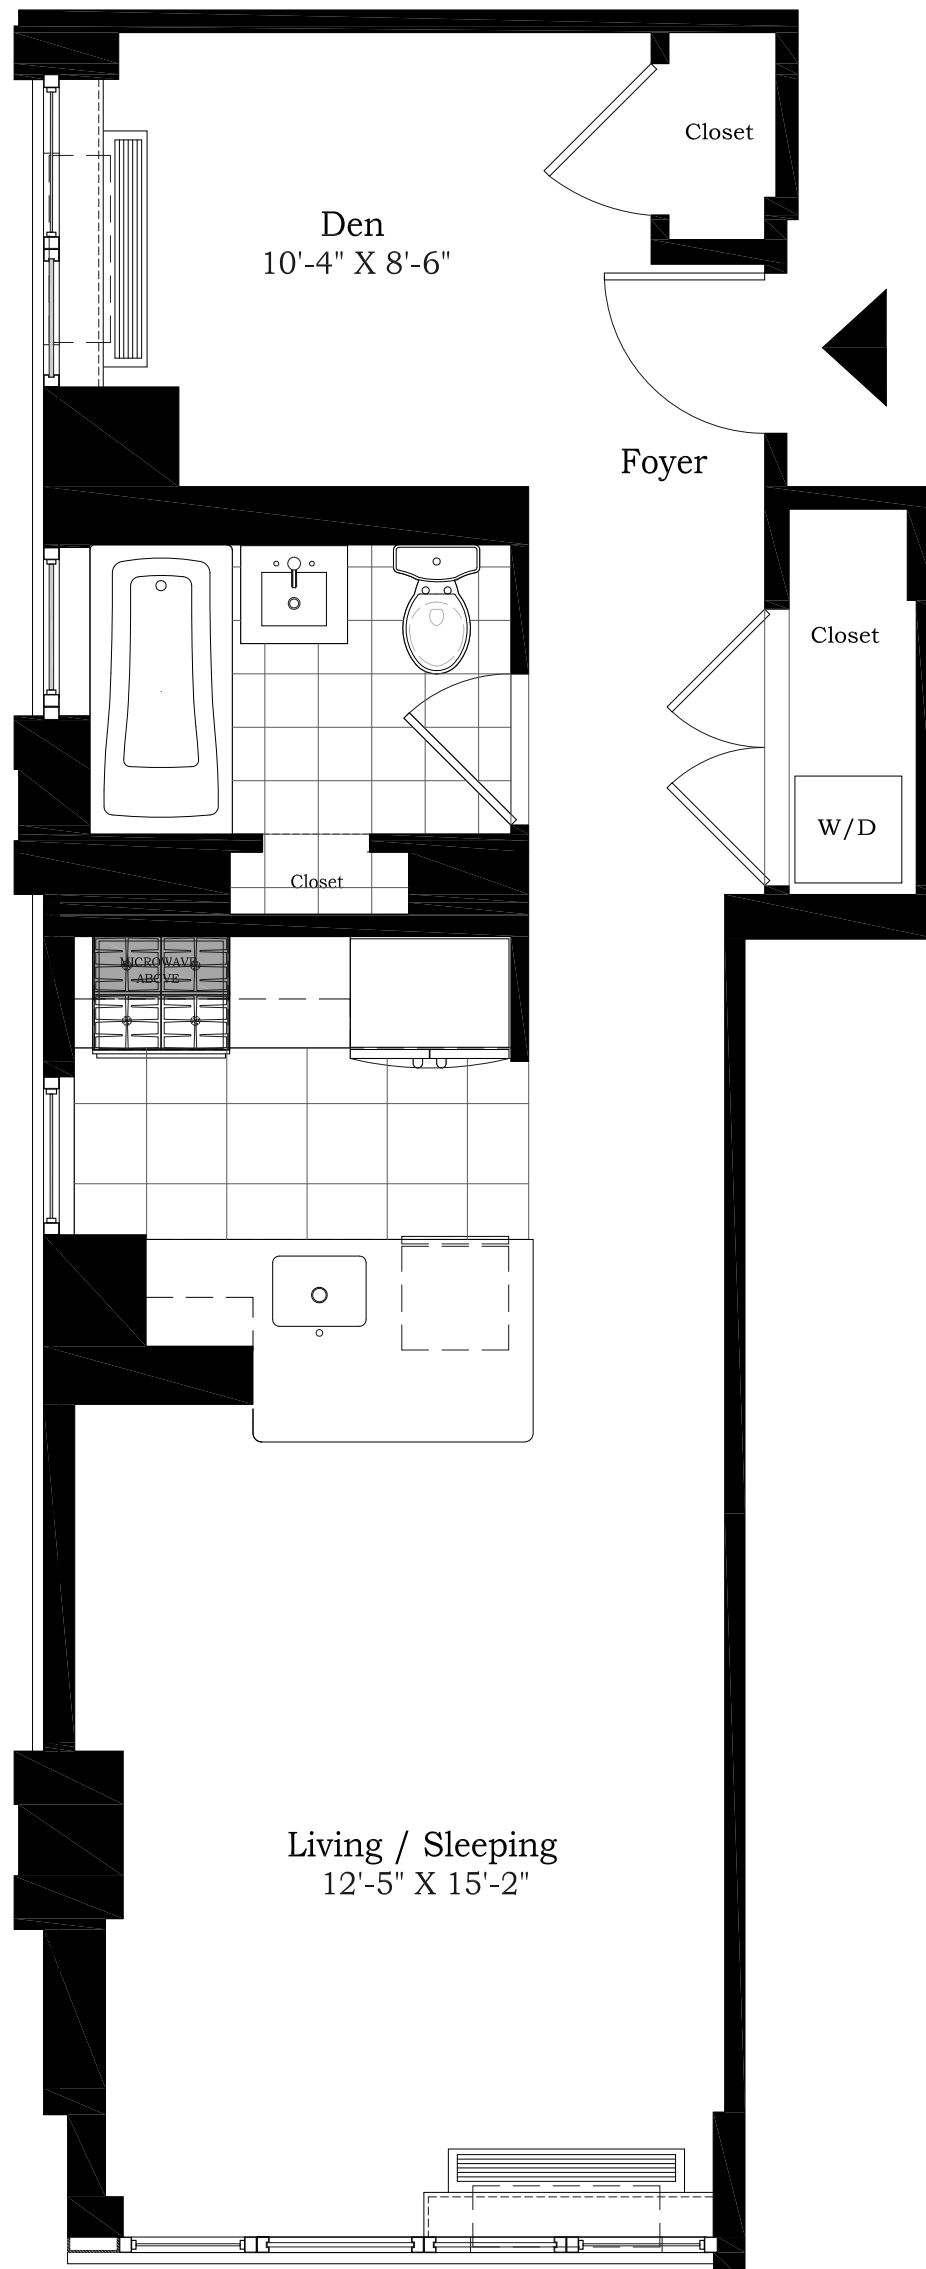 Closet
Den
10'-4" X 8'-6"
Foyer
Closet
W/D
Closet
MICROWAVE
ABOVE
Living / Sleeping
12'-5" X 15'-2"